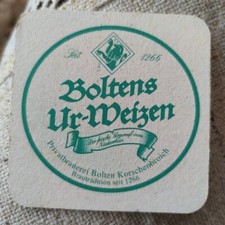 Seit 1266
Boltens
Ur-Weizen
Privatbrauerei Bolten Korschenbroich
Brautradition seit 1266